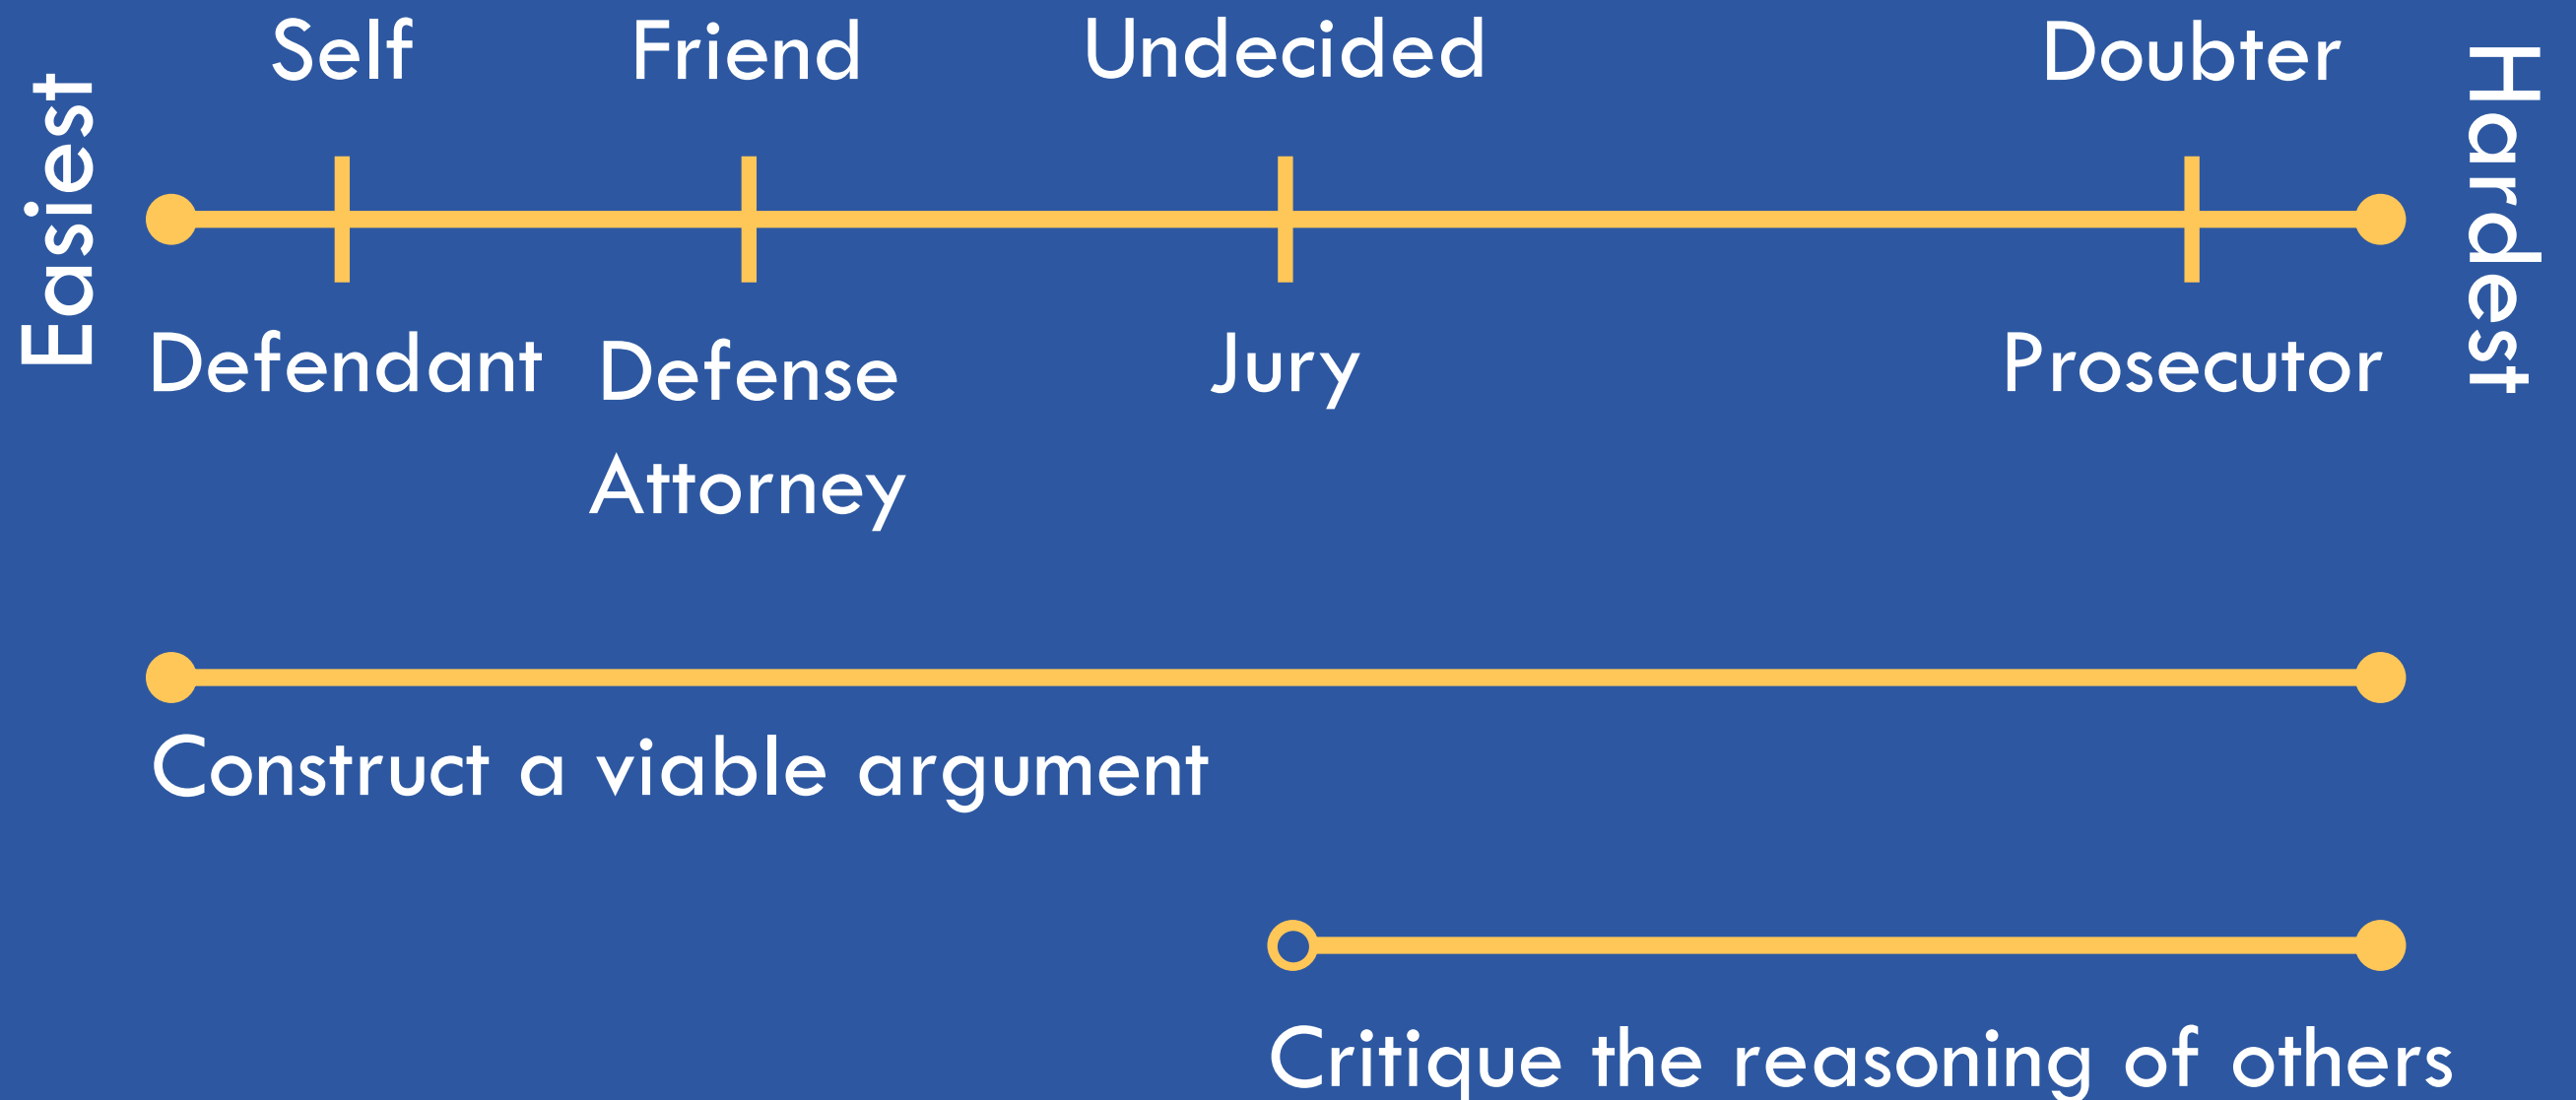 Easiest
Self
Friend
Undecided
Doubter
Hardest
Defendant
Defense
Attorney
Jury
Prosecutor
Construct a viable argument
Critique the reasoning of others